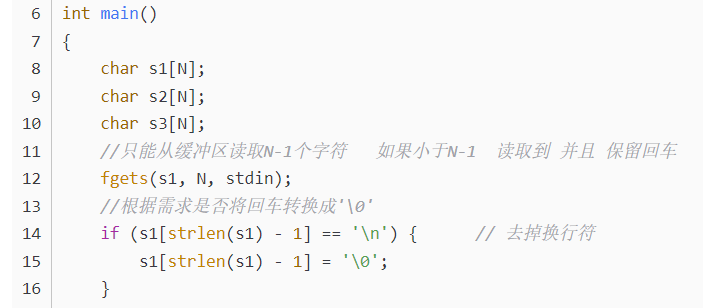 6 int main()
7 {
8     char s1[N];
9     char s2[N];
10     char s3[N];
11     //只能从缓冲区读取N-1个字符   如果小于N-1  读取到 并且 保留回车
12     fgets(s1, N, stdin);
13     //根据需求是否将回车转换成'\0'
14     if (s1[strlen(s1) - 1] == '\n') {      // 去掉换行符
15         s1[strlen(s1) - 1] = '\0';
16     }